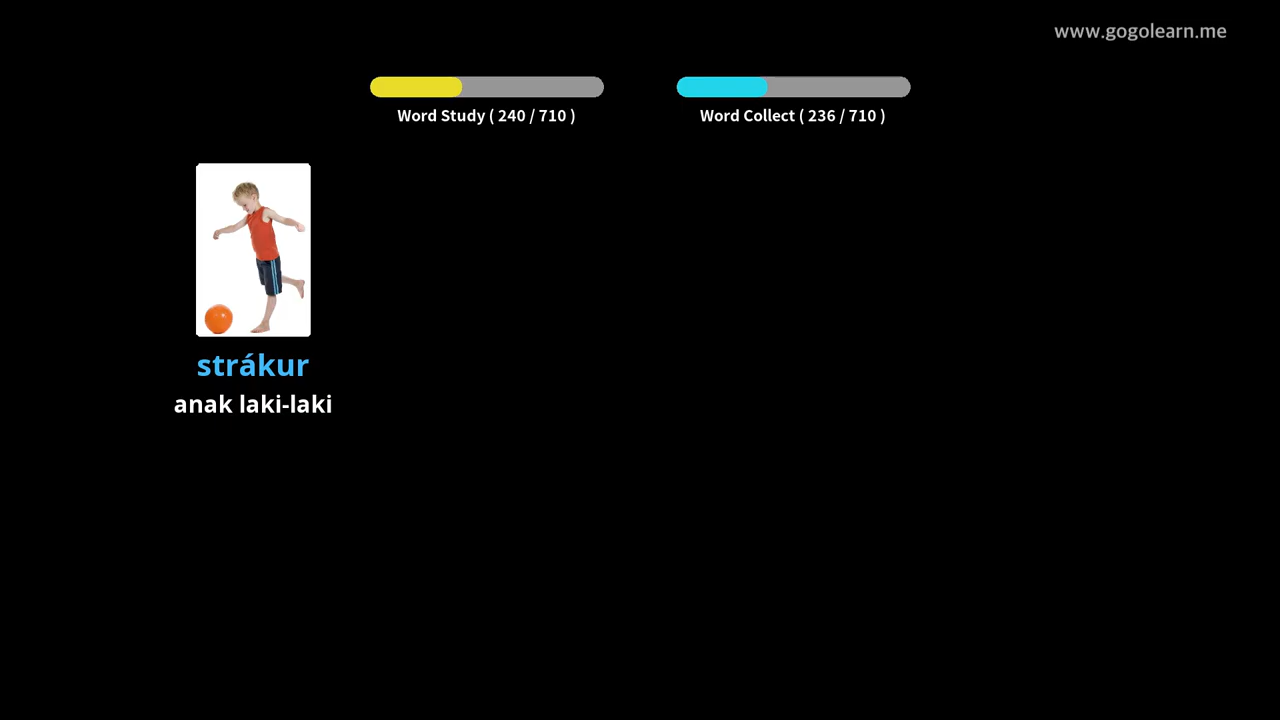 www.gogolearn.me
Word Study ( 240 / 710 )
Word Collect ( 236 / 710 )
strákur
anak laki-laki